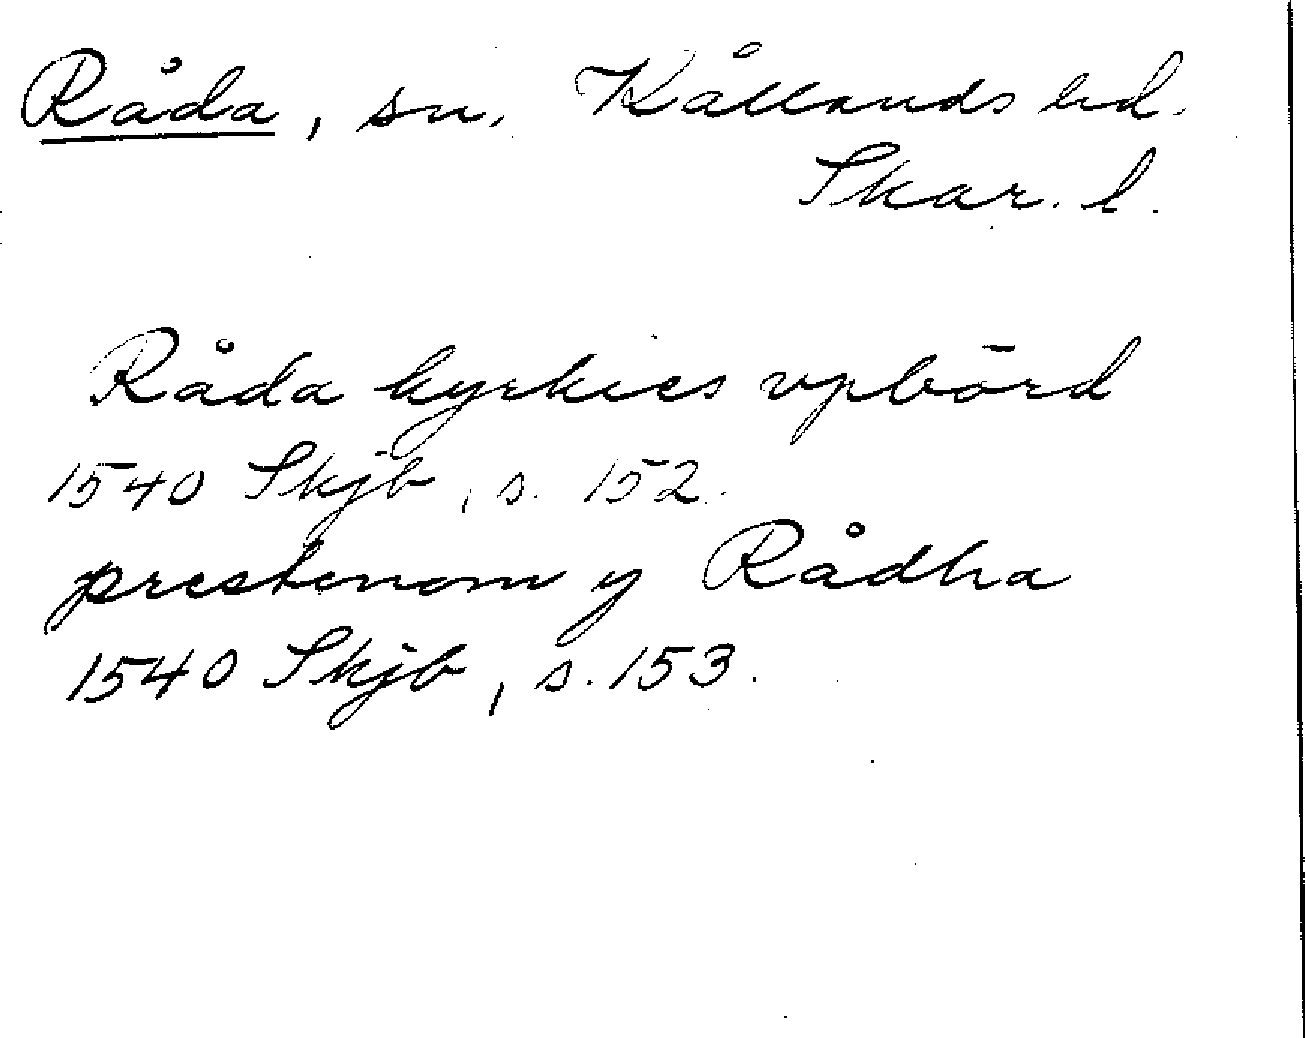 Råda, sn. Kållands hd.
Skar. l.
Råda kyrkies vpbörd
1540 Skjb, s. 152.
prestenom y Rådha
1540 Skjb, s. 153.